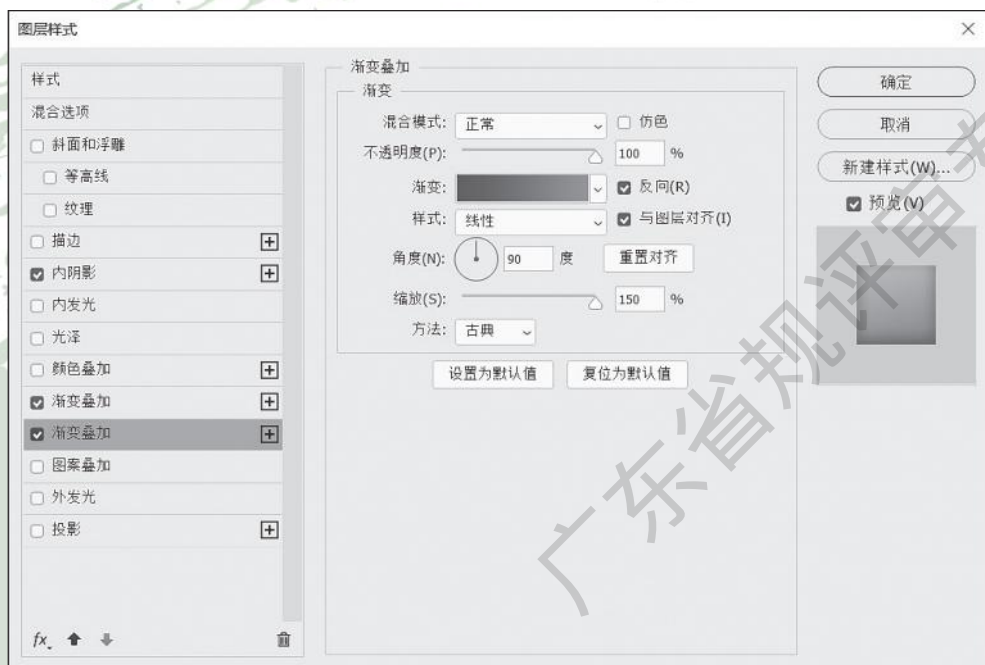 图层样式
样式
混合选项
斜面和浮雕
等高线
纹理
描边
内阴影
内发光
光泽
颜色叠加
渐变叠加
渐变叠加
图案叠加
外发光
投影
fx
渐变叠加
渐变
混合模式: 正常 仿色
不透明度(P): 100 %
渐变: 反向(R)
样式: 线性 与图层对齐(I)
角度(N): 90 度 重置对齐
缩放(S): 150 %
方法: 古典
设置为默认值 复位为默认值
确定
取消
新建样式(W)...
预览(V)
广东省规评审专